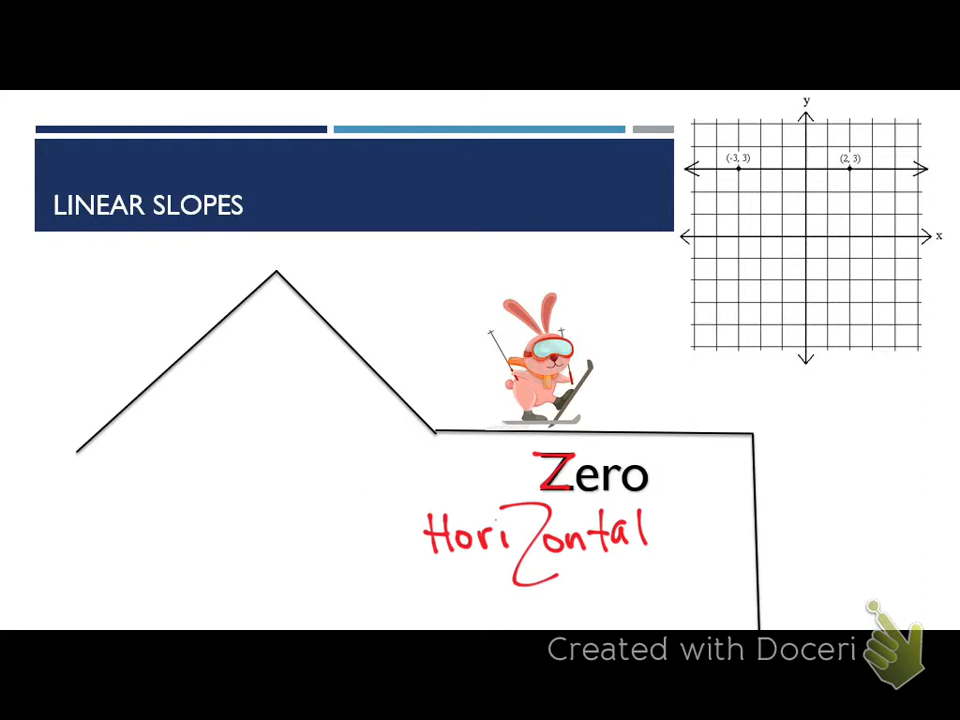 y
(-3, 3)
(2, 3)
x
LINEAR SLOPES
Zero
HoriZontal
Created with Doceri